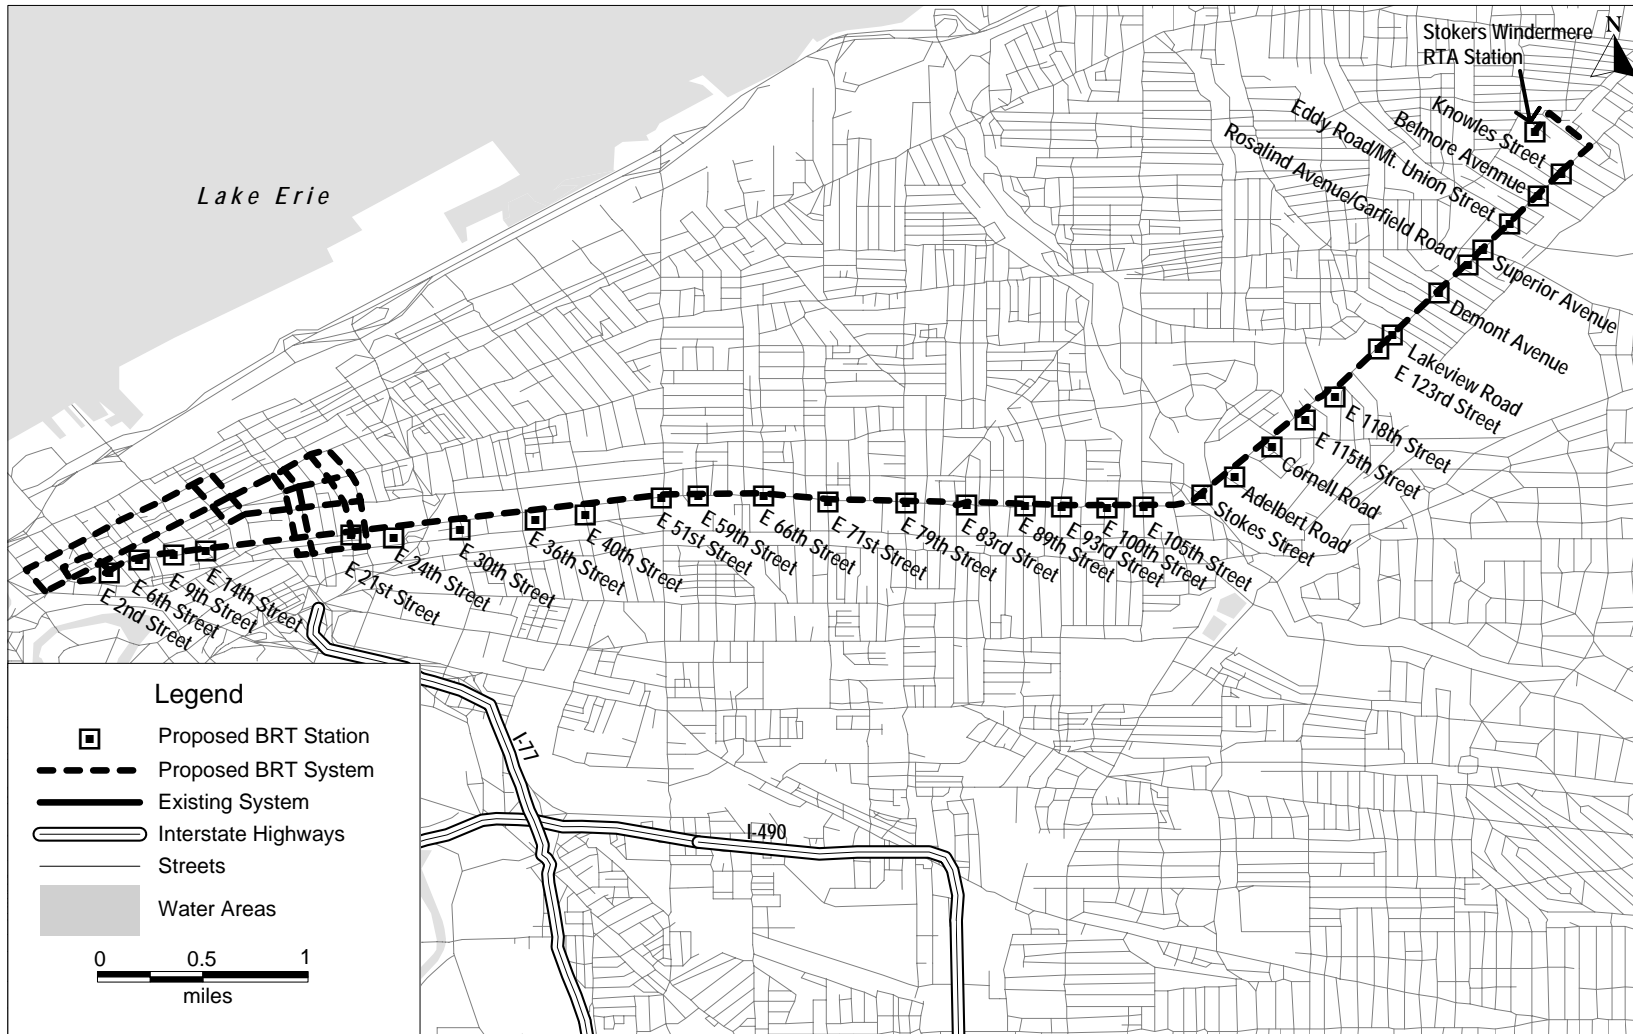 Stokers Windermere
RTA Station
N
Knowles Street
Belmore Avennue
Eddy Road/Mt. Union Street
Rosalind Avenue/Garfield Road
Superior Avenue
Demont Avenue
Lakeview Road
E 123rd Street
E 118th Street
E 115th Street
Cornell Road
Adelbert Road
Stokes Street
Lake Erie
E 2nd Street
E 6th Street
E 9th Street
E 14th Street
E 21st Street
E 24th Street
E 30th Street
E 36th Street
E 40th Street
E 51st Street
E 59th Street
E 66th Street
E 71st Street
E 79th Street
E 83rd Street
E 89th Street
E 93rd Street
E 100th Street
E 105th Street
I-77
I-490
Legend
Proposed BRT Station
Proposed BRT System
Existing System
Interstate Highways
Streets
Water Areas
0 0.5 1
miles